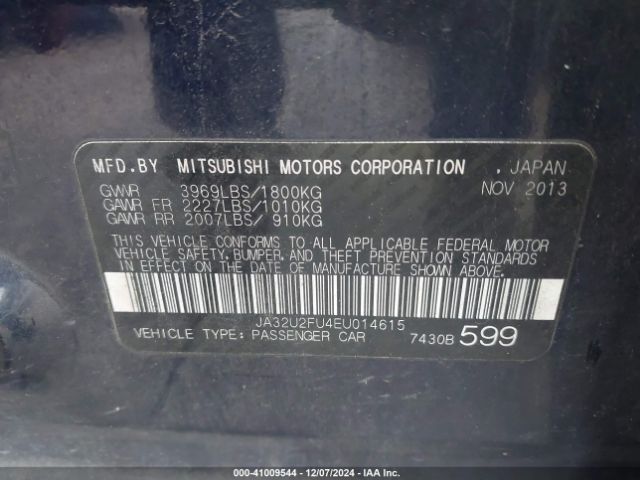 MFD.BY MITSUBISHI MOTORS CORPORATION , JAPAN
GVWR 3969LBS/1800KG NOV 2013
GAWR FR 2227LBS/1010KG
GAWR RR 2007LBS/ 910KG
THIS VEHICLE CONFORMS TO ALL APPLICABLE FEDERAL MOTOR
VEHICLE SAFETY, BUMPER, AND THEFT PREVENTION STANDARDS
IN EFFECT ON THE DATE OF MANUFACTURE SHOWN ABOVE.
JA32U2FU4EU014615
VEHICLE TYPE: PASSENGER CAR 7430B 599
000-41009544 - 12/07/2024 - IAA Inc.